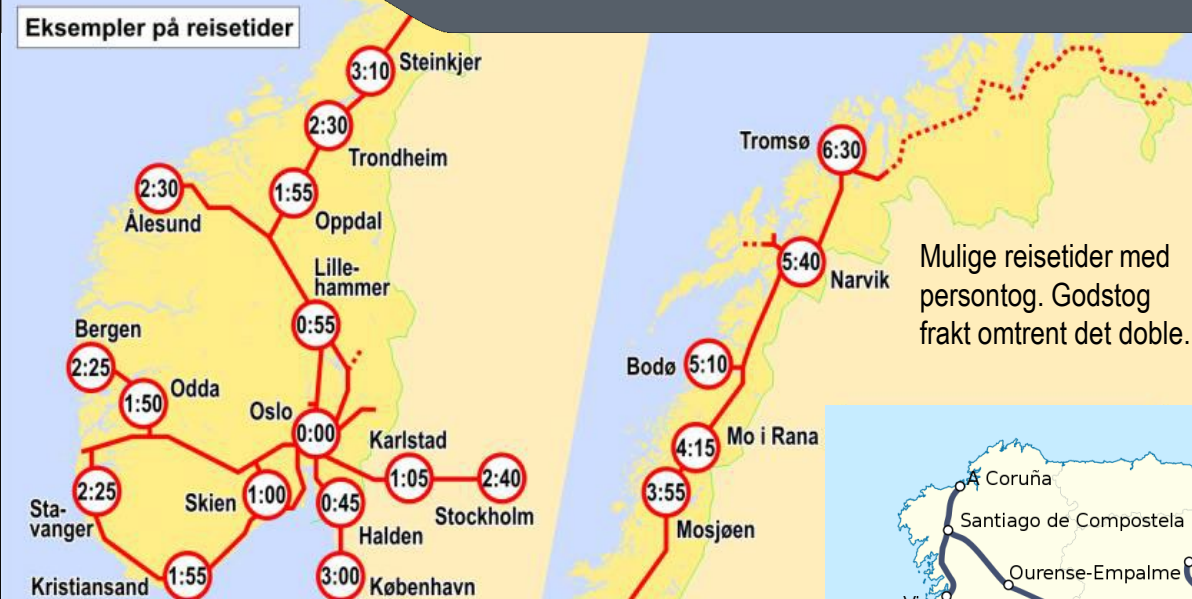 Eksempler på reisetider
3:10 Steinkjer
2:30
Trondheim
2:30
Ålesund
1:55
Oppdal
Lille-
hammer
0:55
Bergen
2:25
Odda
1:50
Oslo
0:00
Karlstad
1:05
2:40
Stockholm
Sta-
vanger
2:25
Skien 1:00
0:45
Halden
Kristiansand 1:55
3:00 København
Tromsø 6:30
5:40
Narvik
Bodø 5:10
4:15 Mo i Rana
3:55
Mosjøen
Mulige reisetider med
persontog. Godstog
frakt omtrent det doble.
A Coruña
Santiago de Compostela
Ourense-Empalme